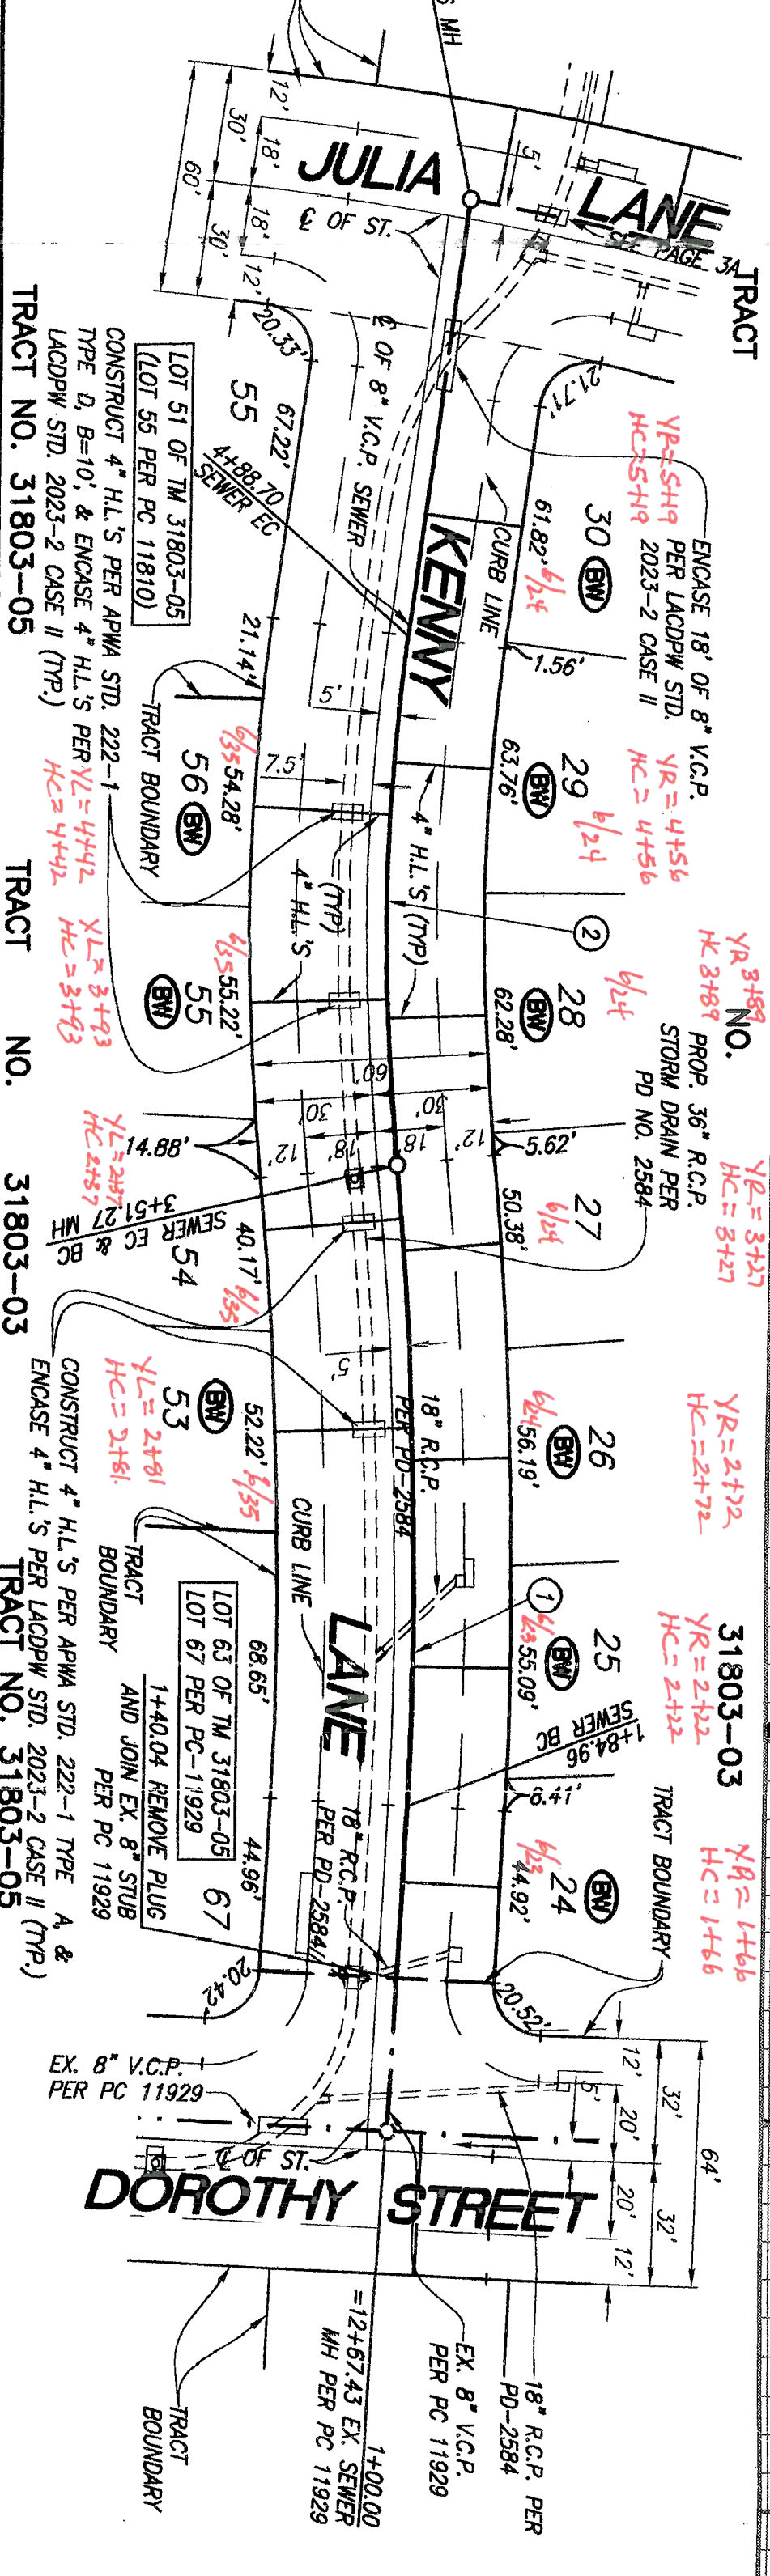 6 MH
JULIA
LANE
SEE PAGE 3A
TRACT
12'
30'
18'
60'
30'
18'
12'
5'
℄ OF ST.
20.33'
21.71'
℄ OF 8" V.C.P. SEWER
YR=5+19
HC=5+19
ENCASE 18' OF 8" V.C.P.
PER LACDPW STD.
2023-2 CASE II
30 BW
61.82' 6/24
CURB LINE
KENNY
4+88.70
SEWER EC
55
67.22'
LOT 51 OF TM 31803-05
(LOT 55 PER PC 11810)
CONSTRUCT 4" H.L.'S PER APWA STD. 222-1
TYPE D, B=10', & ENCASE 4" H.L.'S PER
LACDPW STD. 2023-2 CASE II (TYP.)
TRACT NO. 31803-05
1.56'
21.14'
5'
TRACT BOUNDARY
YR = 4+56
HC = 4+56
29 BW
6/24
63.76'
7.5'
6/35 54.28'
56 BW
YL = 4+42
HC = 4+42
4" H.L.'S (TYP)
(TYP)
4" H.L.'S
2
YR 3+89
HC 3+89
NO.
28 BW
6/24
62.28'
6/35 55.22'
55
BW
YL = 3+93
HC = 3+93
TRACT NO. 31803-03
PROP. 36" R.C.P.
STORM DRAIN PER
PD NO. 2584
60'
30'
30'
12'
18'
18'
12'
5.62'
14.88'
YR = 3+27
HC = 3+27
27
6/24
50.38'
3+51.27 MH
SEWER EC & BC
40.17' 6/35
54
YL = 2+87
HC 2+87
5'
YR = 2+72
HC = 2+72
26
BW
6/24 56.19'
18" R.C.P.
PER PD-2584
52.22' 6/35
53
BW
YL = 2+81
HC = 2+81.
CONSTRUCT 4" H.L.'S PER APWA STD. 222-1 TYPE A, &
ENCASE 4" H.L.'S PER LACDPW STD. 2023-2 CASE II (TYP.)
TRACT NO. 31803-05
TRACT
BOUNDARY
CURB LINE
LANE
1
31803-03
YR = 2+22
HC = 2+22
25
BW
6/23 55.09'
1+84.96
SEWER BC
68.65'
LOT 63 OF TM 31803-05
LOT 67 PER PC-11929
1+40.04 REMOVE PLUG
AND JOIN EX. 8" STUB
PER PC 11929
8.41'
TRACT BOUNDARY
YR = 1+66
HC = 1+66
24
BW
6/23
44.92'
18" R.C.P.
PER PD-2584
44.96'
67
20.42
20.52'
EX. 8" V.C.P.
PER PC 11929
12'
32'
64'
5'
20'
20'
32'
12'
℄ OF ST.
DOROTHY STREET
18" R.C.P. PER
PD-2584
EX. 8" V.C.P.
PER PC 11929
1+00.00
=12+67.43 EX. SEWER
MH PER PC 11929
TRACT
BOUNDARY